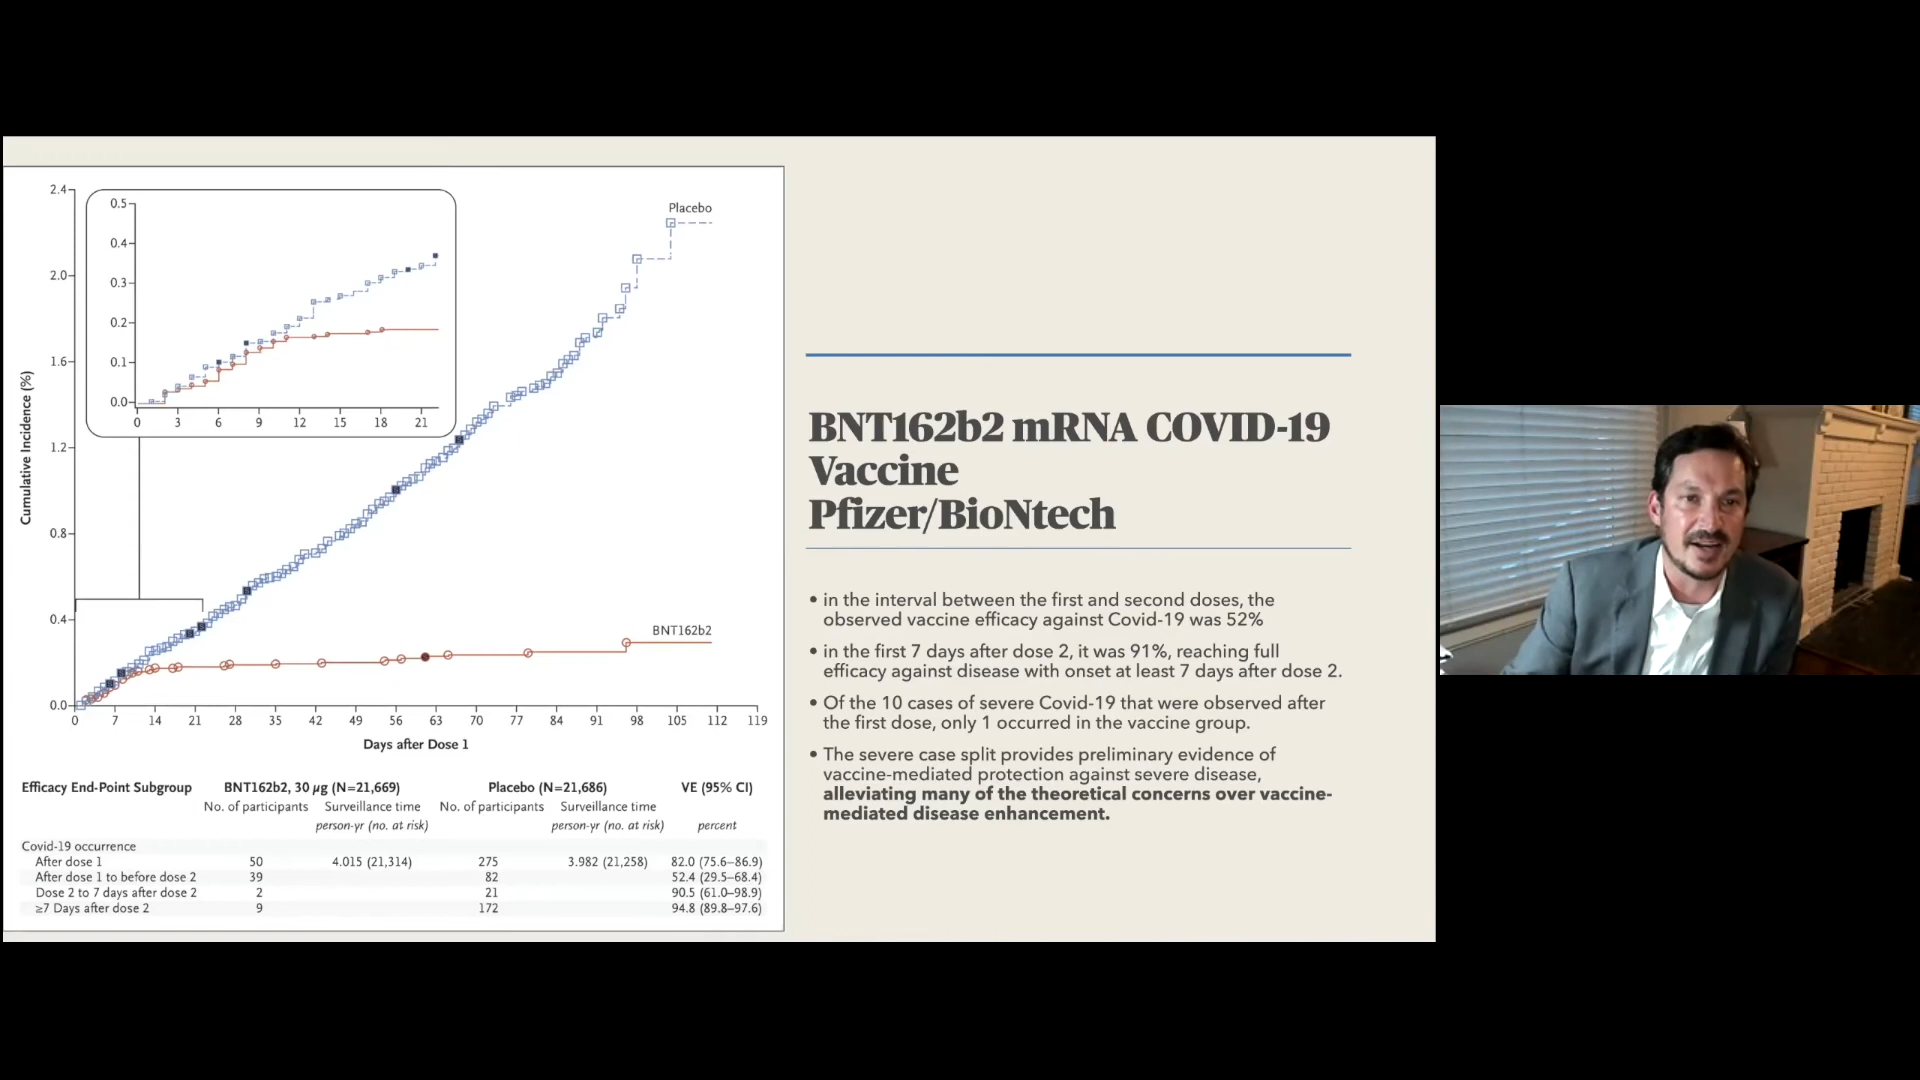 2.4
2.0
1.6
1.2
0.8
0.4
0.0
Cumulative Incidence (%)
0.5
0.4
0.3
0.2
0.1
0.0
0 3 6 9 12 15 18 21
Placebo
BNT162b2
0 7 14 21 28 35 42 49 56 63 70 77 84 91 98 105 112 119
Days after Dose 1
Efficacy End-Point Subgroup BNT162b2, 30 μg (N=21,669) Placebo (N=21,686) VE (95% CI)
No. of participants Surveillance time No. of participants Surveillance time
person-yr (no. at risk) person-yr (no. at risk) percent
Covid-19 occurrence
After dose 1 50 4.015 (21,314) 275 3.982 (21,258) 82.0 (75.6–86.9)
After dose 1 to before dose 2 39 82 52.4 (29.5–68.4)
Dose 2 to 7 days after dose 2 2 21 90.5 (61.0–98.9)
≥7 Days after dose 2 9 172 94.8 (89.8–97.6)
BNT162b2 mRNA COVID-19
Vaccine
Pfizer/BioNtech
• in the interval between the first and second doses, the
observed vaccine efficacy against Covid-19 was 52%
• in the first 7 days after dose 2, it was 91%, reaching full
efficacy against disease with onset at least 7 days after dose 2.
• Of the 10 cases of severe Covid-19 that were observed after
the first dose, only 1 occurred in the vaccine group.
• The severe case split provides preliminary evidence of
vaccine-mediated protection against severe disease,
alleviating many of the theoretical concerns over vaccine-
mediated disease enhancement.